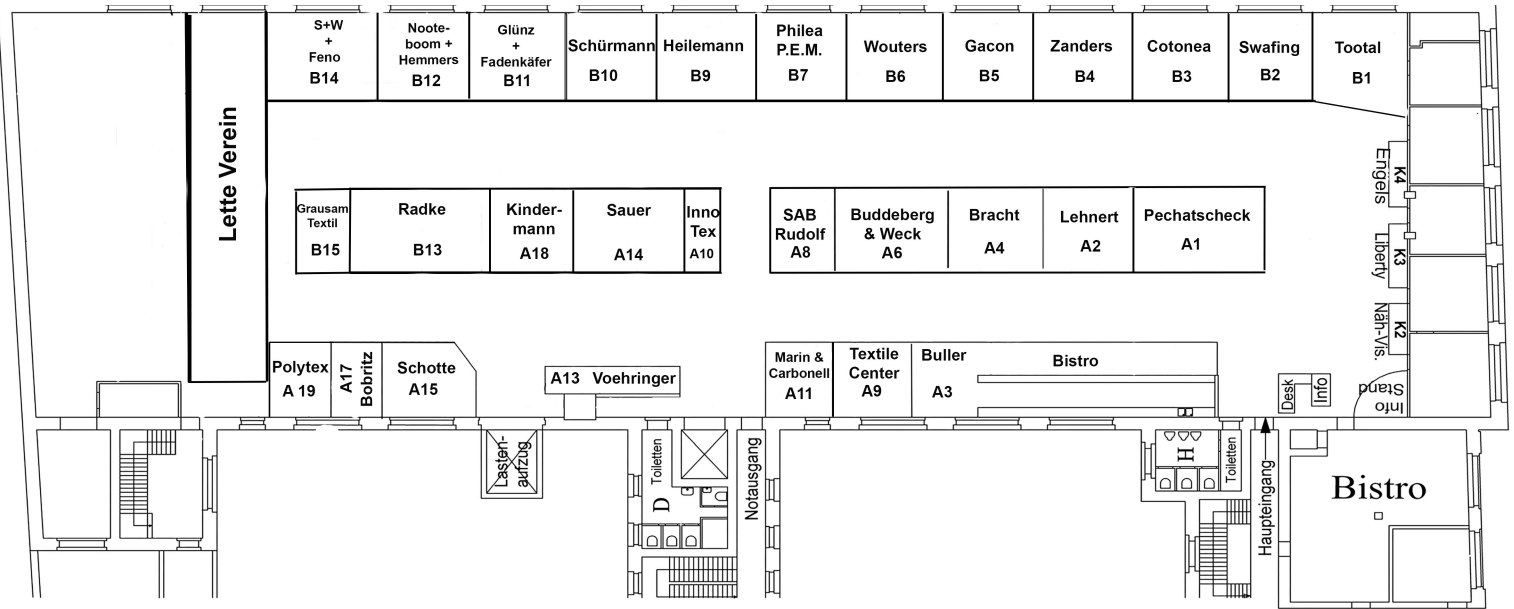 S+W
+
Feno
B14
Noote-
boom +
Hemmers
B12
Glünz
+
Fadenkäfer
B11
Schürmann
B10
Heilemann
B9
Philea
P.E.M.
B7
Wouters
B6
Gacon
B5
Zanders
B4
Cotonea
B3
Swafing
B2
Tootal
B1
Lette Verein
K4
Engels
K3
Liberty
K2
Näh-Vis.
Grausam
Textil
B15
Radke
B13
Kinder-
mann
A18
Sauer
A14
Inno
Tex
A10
SAB
Rudolf
A8
Buddeberg
& Weck
A6
Bracht
A4
Lehnert
A2
Pechatscheck
A1
Polytex
A 19
A17
Bobritz
Schotte
A15
A13 Voehringer
Marin &
Carbonell
A11
Textile
Center
A9
Buller
A3
Bistro
Desk
Info
Info
Stand
Lasten-
aufzug
Toiletten
D
Notausgang
H
Toiletten
Haupteingang
Bistro